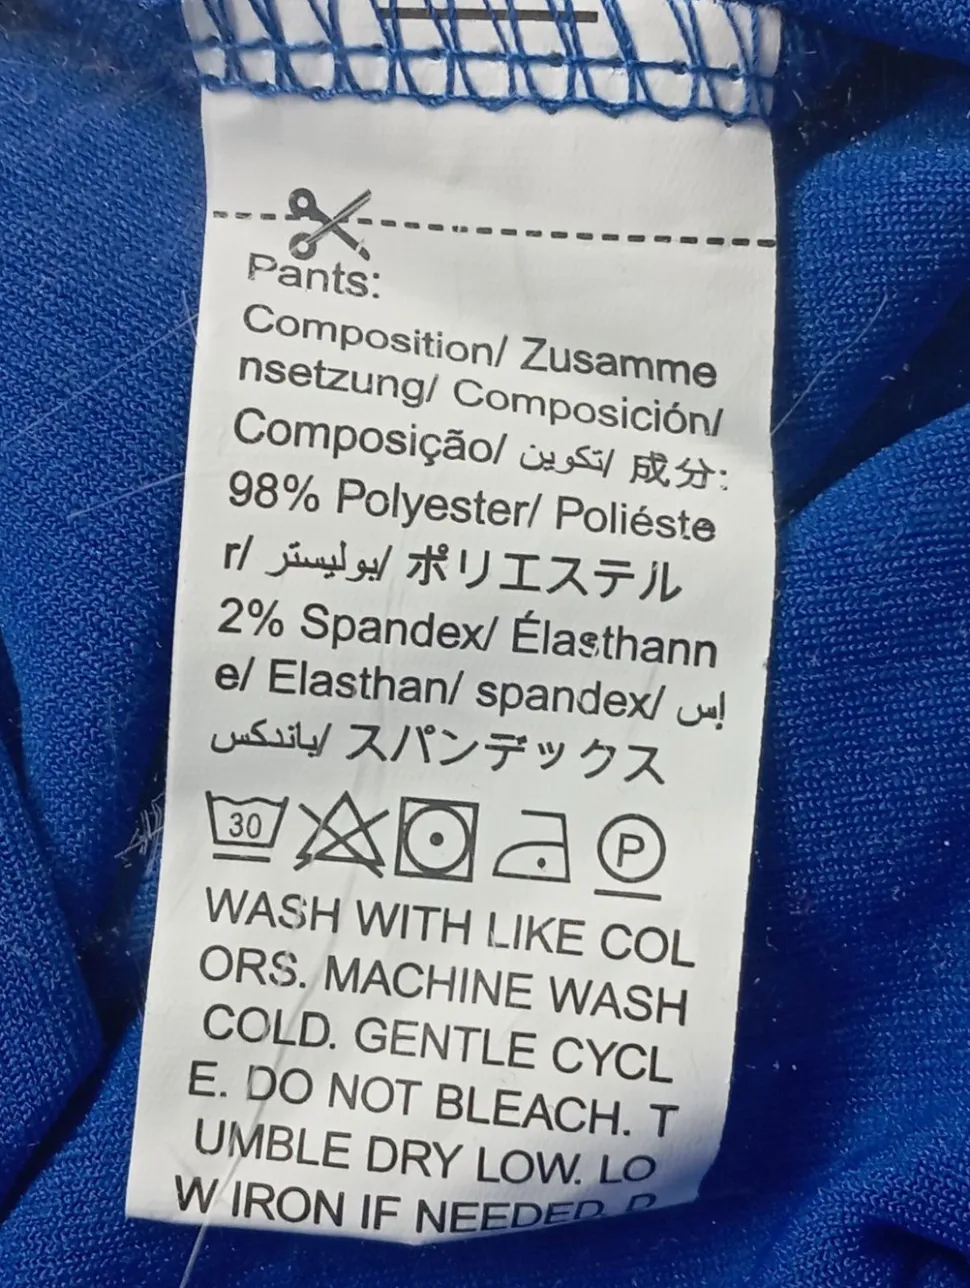 Pants:
Composition/ Zusamme
nsetzung/ Composición/
Composição/ تكوين/ 成分:
98% Polyester/ Poliéste
r/ بوليستر/ ポリエステル
2% Spandex/ Élasthann
e/ Elasthan/ spandex/ إس
باندكس/ スパンデックス
30 P
WASH WITH LIKE COL
ORS. MACHINE WASH
COLD. GENTLE CYCL
E. DO NOT BLEACH. T
UMBLE DRY LOW. LO
W IRON IF NEEDED.